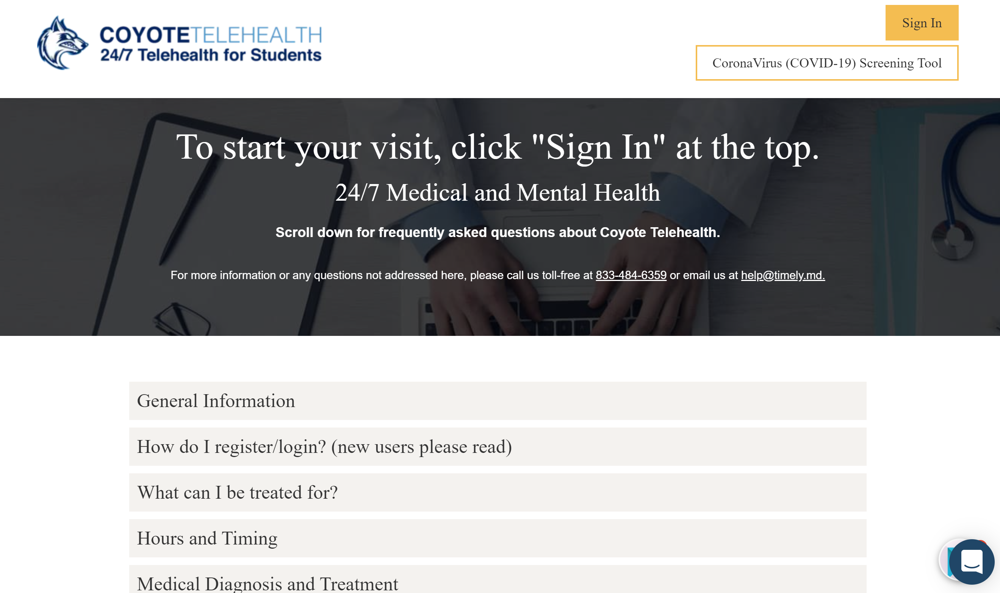 COYOTETELEHEALTH
24/7 Telehealth for Students
Sign In
CoronaVirus (COVID-19) Screening Tool
To start your visit, click "Sign In" at the top.
24/7 Medical and Mental Health
Scroll down for frequently asked questions about Coyote Telehealth.
For more information or any questions not addressed here, please call us toll-free at 833-484-6359 or email us at help@timely.md.
General Information
How do I register/login? (new users please read)
What can I be treated for?
Hours and Timing
Medical Diagnosis and Treatment